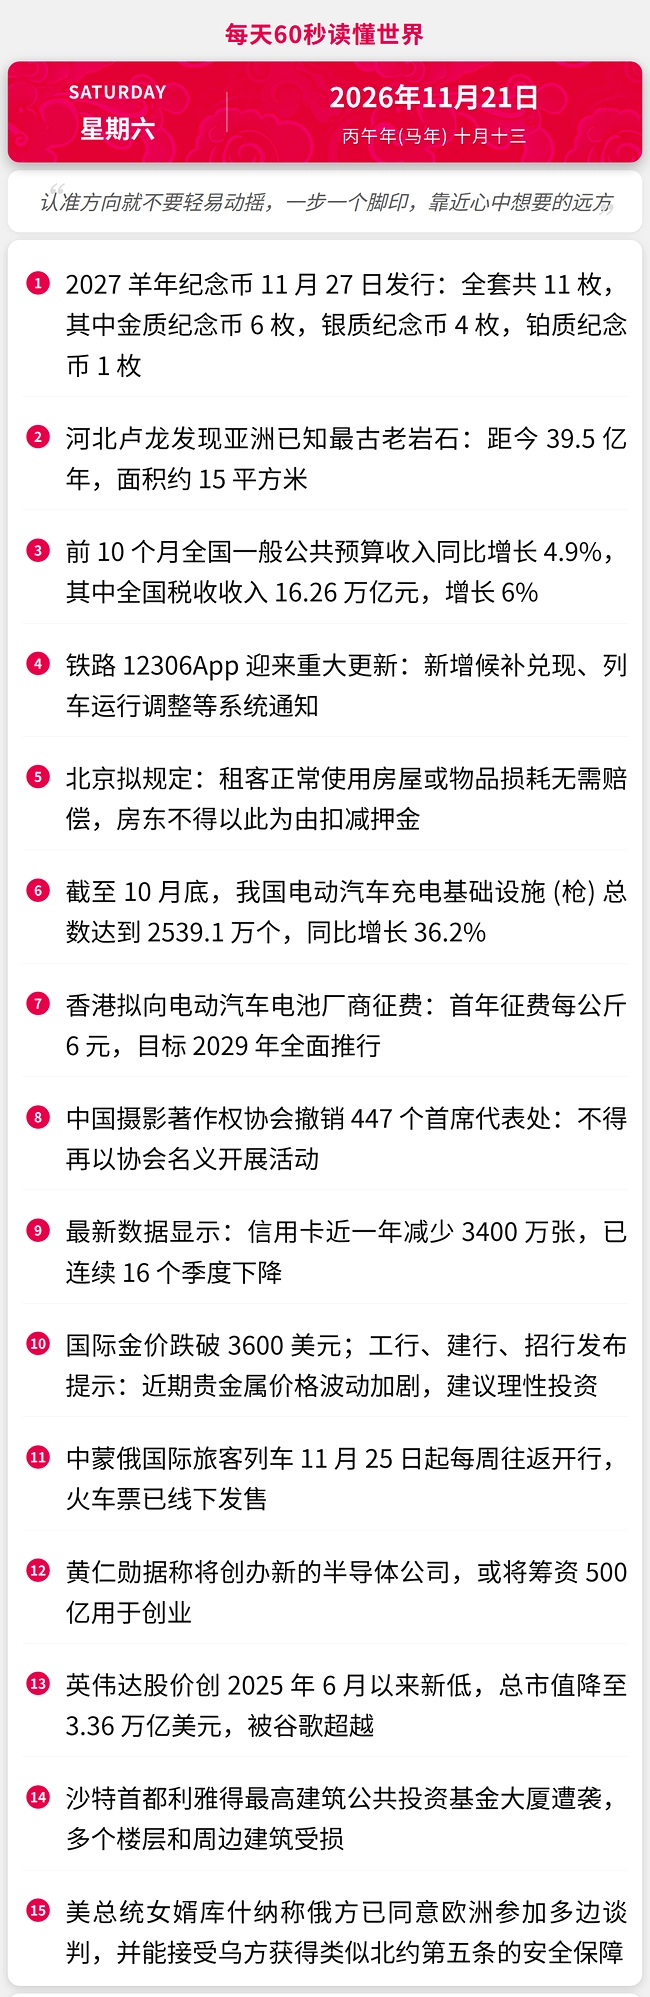 每天60秒读懂世界
SATURDAY
星期六
2026年11月21日
丙午年(马年) 十月十三
“
认准方向就不要轻易动摇，一步一个脚印，靠近心中想要的远方
”
1
2027 羊年纪念币 11 月 27 日发行：全套共 11 枚，
其中金质纪念币 6 枚，银质纪念币 4 枚，铂质纪念
币 1 枚
2
河北卢龙发现亚洲已知最古老岩石：距今 39.5 亿
年，面积约 15 平方米
3
前 10 个月全国一般公共预算收入同比增长 4.9%，
其中全国税收收入 16.26 万亿元，增长 6%
4
铁路 12306App 迎来重大更新：新增候补兑现、列
车运行调整等系统通知
5
北京拟规定：租客正常使用房屋或物品损耗无需赔
偿，房东不得以此为由扣减押金
6
截至 10 月底，我国电动汽车充电基础设施 (枪) 总
数达到 2539.1 万个，同比增长 36.2%
7
香港拟向电动汽车电池厂商征费：首年征费每公斤
6 元，目标 2029 年全面推行
8
中国摄影著作权协会撤销 447 个首席代表处：不得
再以协会名义开展活动
9
最新数据显示：信用卡近一年减少 3400 万张，已
连续 16 个季度下降
10
国际金价跌破 3600 美元；工行、建行、招行发布
提示：近期贵金属价格波动加剧，建议理性投资
11
中蒙俄国际旅客列车 11 月 25 日起每周往返开行，
火车票已线下发售
12
黄仁勋据称将创办新的半导体公司，或将筹资 500
亿用于创业
13
英伟达股价创 2025 年 6 月以来新低，总市值降至
3.36 万亿美元，被谷歌超越
14
沙特首都利雅得最高建筑公共投资基金大厦遭袭，
多个楼层和周边建筑受损
15
美总统女婿库什纳称俄方已同意欧洲参加多边谈
判，并能接受乌方获得类似北约第五条的安全保障